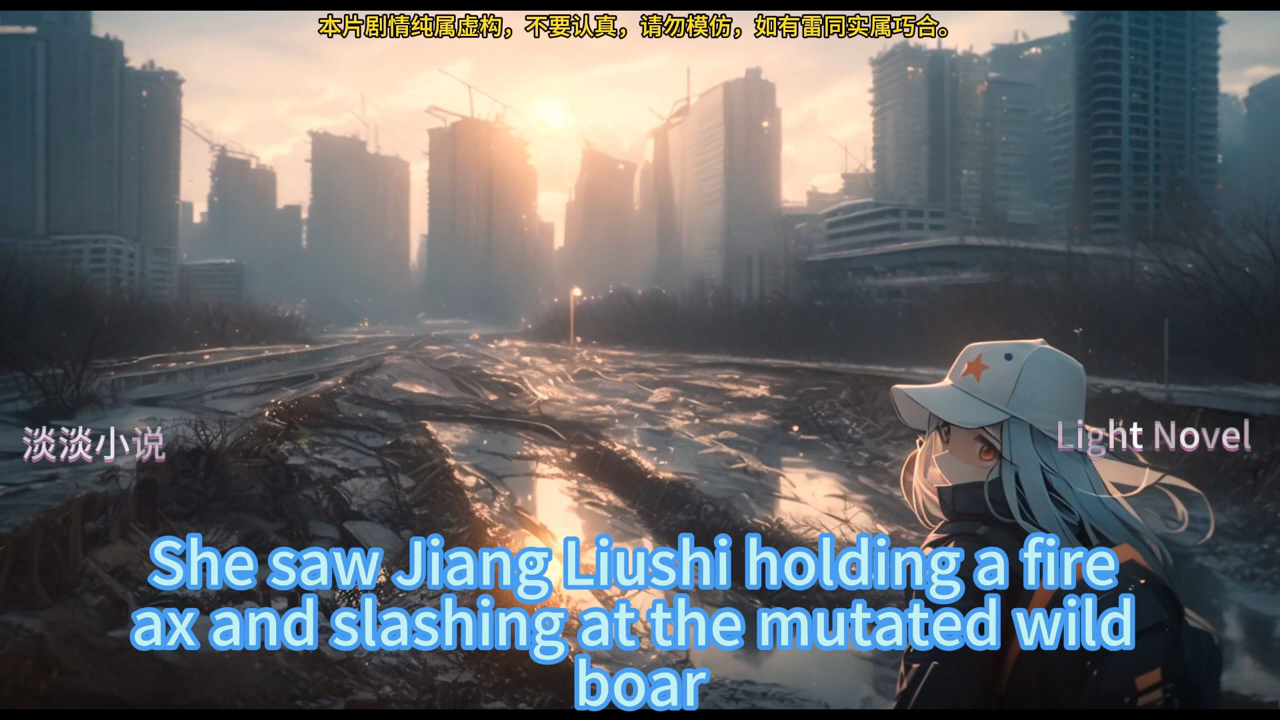 本片剧情纯属虚构，不要认真，请勿模仿，如有雷同实属巧合。
淡淡小说
Light Novel
She saw Jiang Liushi holding a fire
ax and slashing at the mutated wild
boar